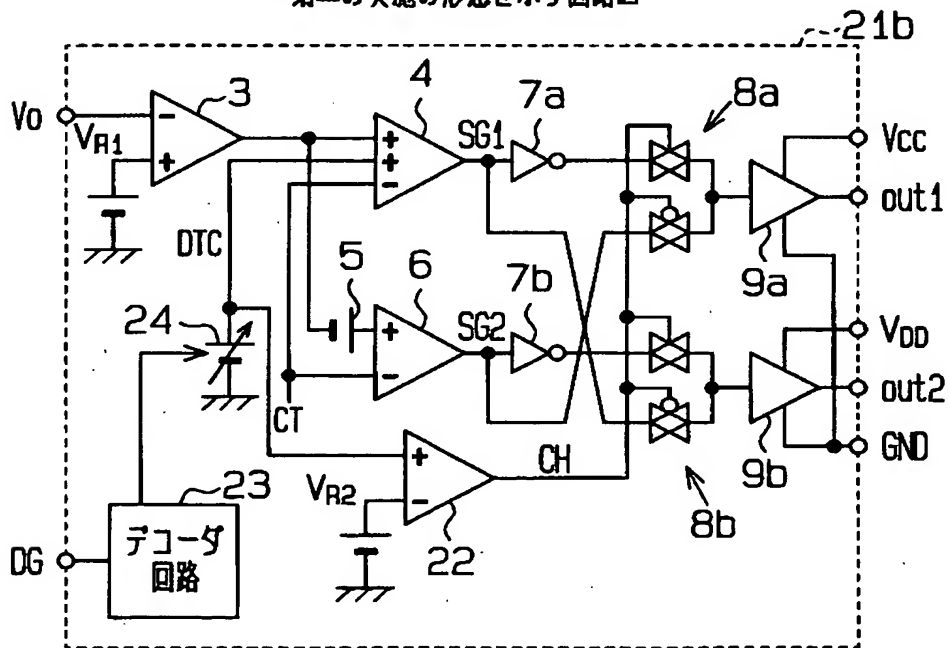 21b
Vo
VR1
3
4
7a
8a
Vcc
SG1
out1
DTC
5
6
7b
9a
24
SG2
VDD
out2
CT
CH
9b
GND
23
VR2
8b
デコーダ
回路
22
DG